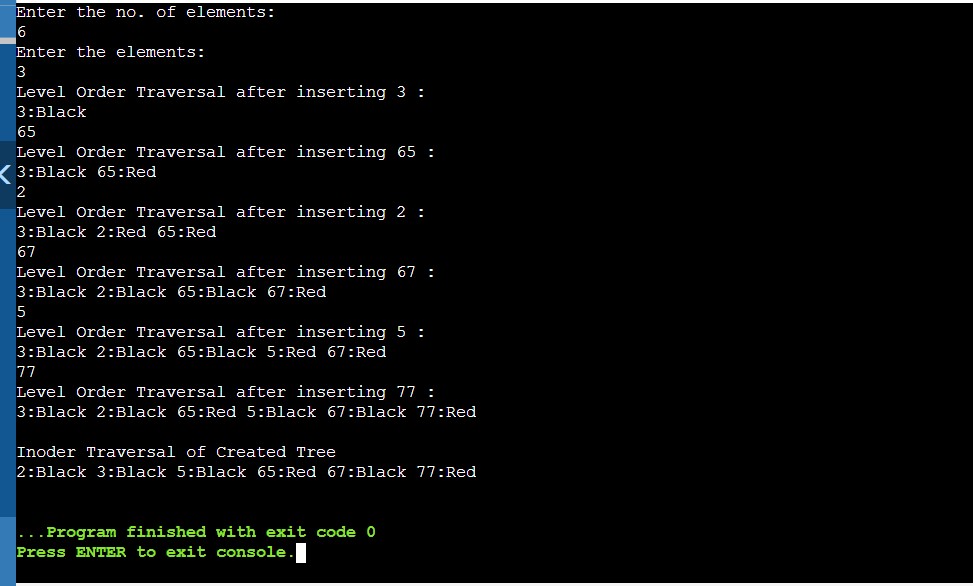 Enter the no. of elements:
6
Enter the elements:
3
Level Order Traversal after inserting 3 :
3:Black
65
Level Order Traversal after inserting 65 :
3:Black 65:Red
2
Level Order Traversal after inserting 2 :
3:Black 2:Red 65:Red
67
Level Order Traversal after inserting 67 :
3:Black 2:Black 65:Black 67:Red
5
Level Order Traversal after inserting 5 :
3:Black 2:Black 65:Black 5:Red 67:Red
77
Level Order Traversal after inserting 77 :
3:Black 2:Black 65:Red 5:Black 67:Black 77:Red
Inoder Traversal of Created Tree
2:Black 3:Black 5:Black 65:Red 67:Black 77:Red
...Program finished with exit code 0
Press ENTER to exit console.